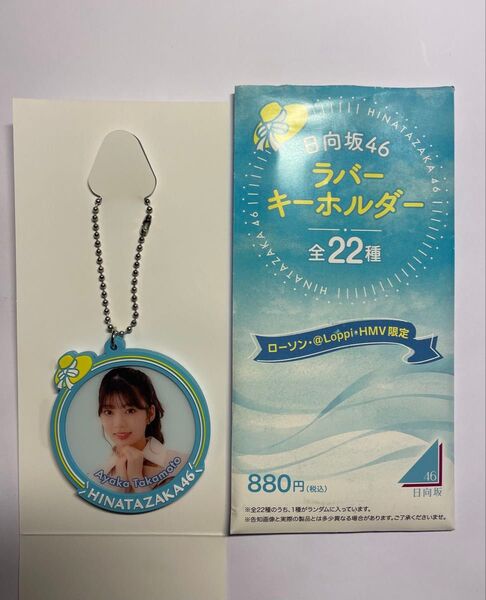 HINATAZAKA46
日向坂46
ラバー
キーホルダー
全22種
HINATAZAKA46
ローソン・@Loppi・HMV限定
880円(税込)
46
日向坂
※全22種のうち、1種がランダムに入っています。
※告知画像と実際の製品とは多少異なる場合があります。ご了承くださいませ。
Ayaka Takamoto
HINATAZAKA46